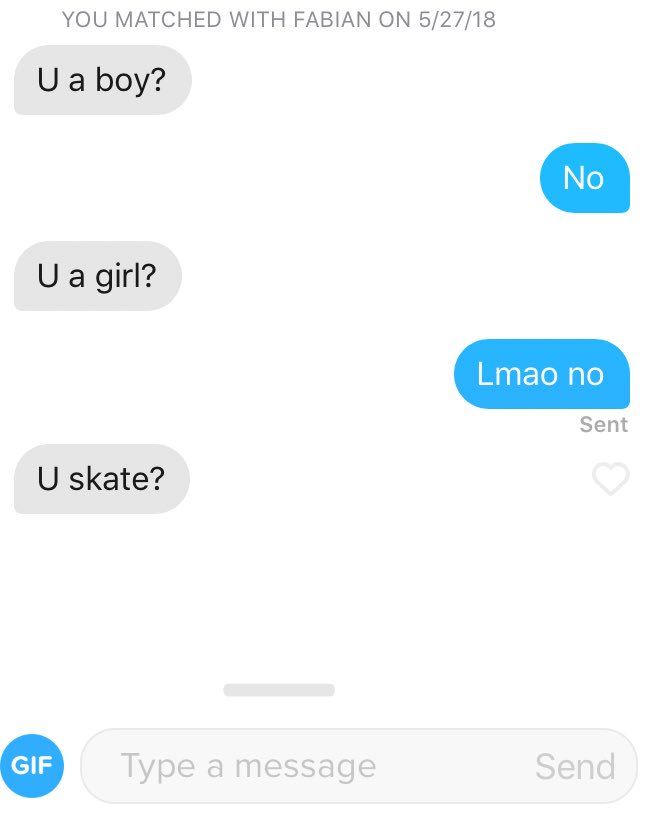 YOU MATCHED WITH FABIAN ON 5/27/18
U a boy?
No
U a girl?
Lmao no
Sent
U skate?
GIF
Type a message
Send